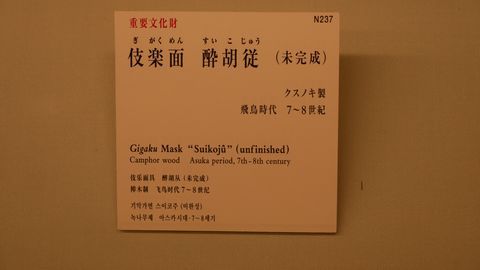 重要文化財
N237
ぎがくめん すいこじゅう
伎楽面 酔胡従 (未完成)
クスノキ製
飛鳥時代 7~8世紀
Gigaku Mask “Suikojû” (unfinished)
Camphor wood Asuka period, 7th-8th century
伎乐面具 醉胡从 (未完成)
樟木制 飞鸟时代 7~8世纪
기악가면 스이코주 (미완성)
녹나무제 아스카시대·7~8세기